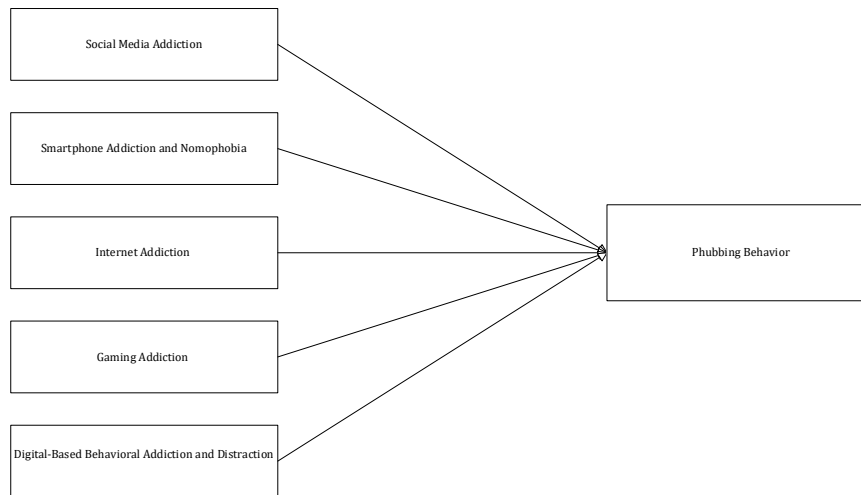 Social Media Addiction
Smartphone Addiction and Nomophobia
Internet Addiction
Phubbing Behavior
Gaming Addiction
Digital-Based Behavioral Addiction and Distraction